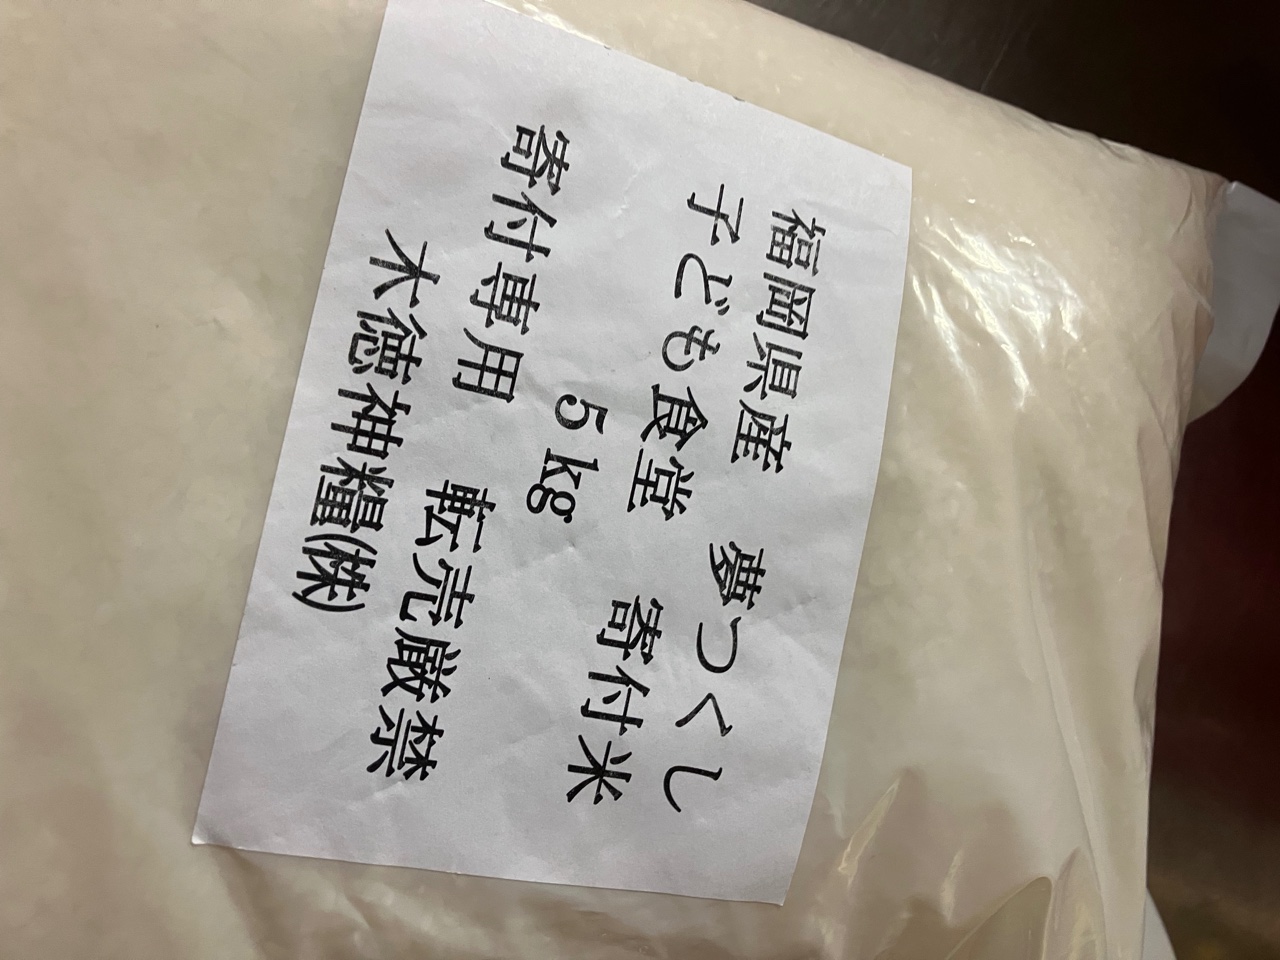 福岡県産　夢つくし
子ども食堂　寄付米
5kg
寄付専用　転売厳禁
木徳神糧(株)